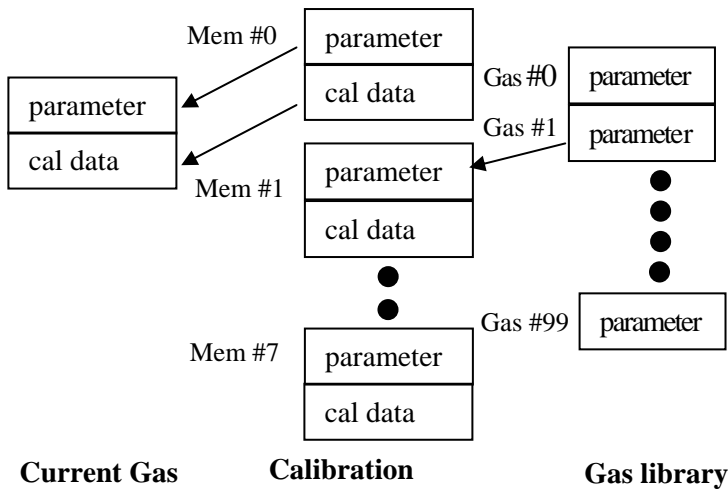 Mem #0
parameter
cal data
Gas #0
parameter
Gas #1
parameter
parameter
cal data
Mem #1
parameter
cal data
Gas #99
parameter
Mem #7
parameter
cal data
Current Gas
Calibration
Gas library